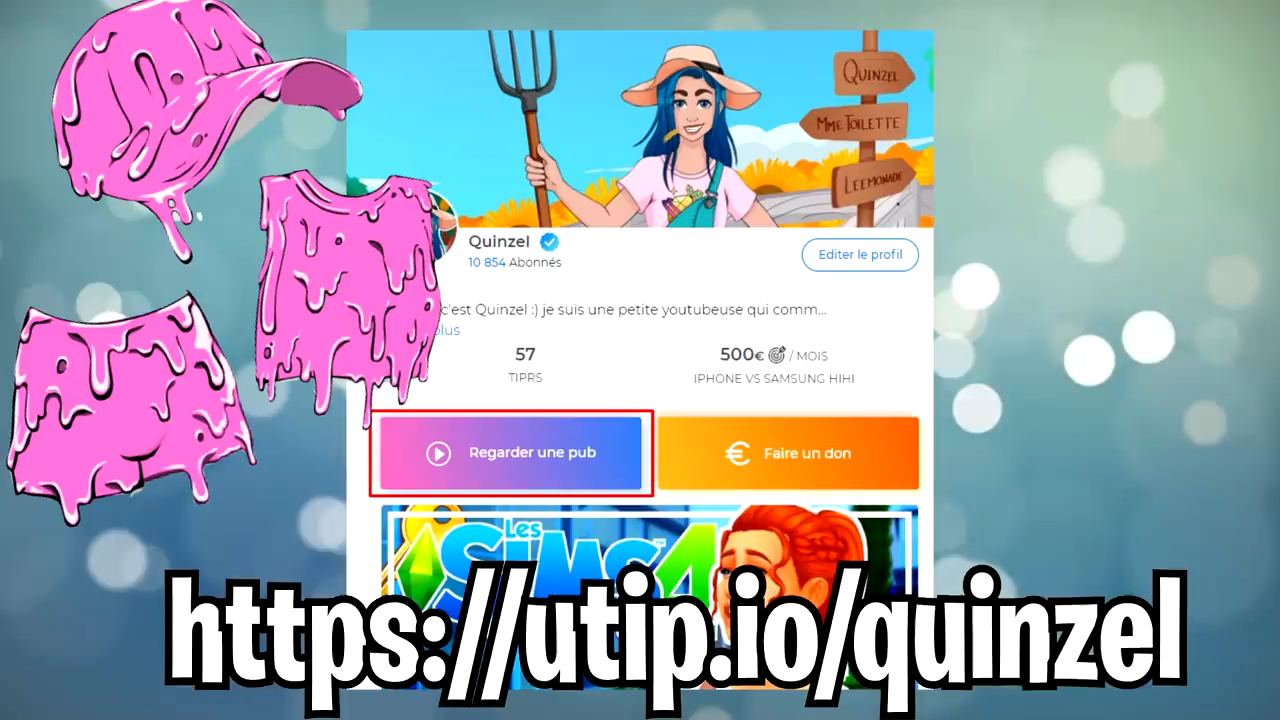 QUINZEL
MME TOILETTE
LEEMONADE
Quinzel
10 854 Abonnés
Editer le profil
c'est Quinzel :) je suis une petite youtubeuse qui comm...
plus
57
TIPRS
500€ / MOIS
IPHONE VS SAMSUNG HIHI
Regarder une pub
Faire un don
Les
SIMS 4
https://utip.io/quinzel